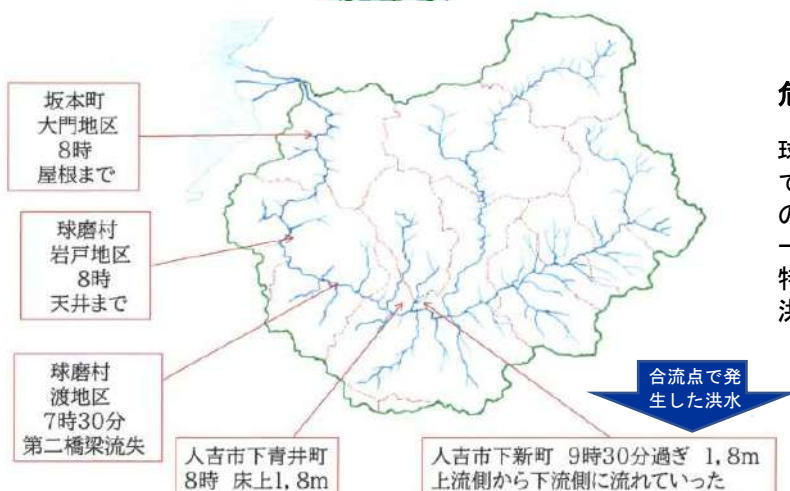 坂本町
大門地区
8時
屋根まで
球磨村
岩戸地区
8時
天井まで
球磨村
渡地区
7時30分
第二橋梁流失
人吉市下青井町
8時 床上1,8m
人吉市下新町 9時30分過ぎ 1,8m
上流側から下流側に流れていった
合流点で発
生した洪水
球
で
の
一
特